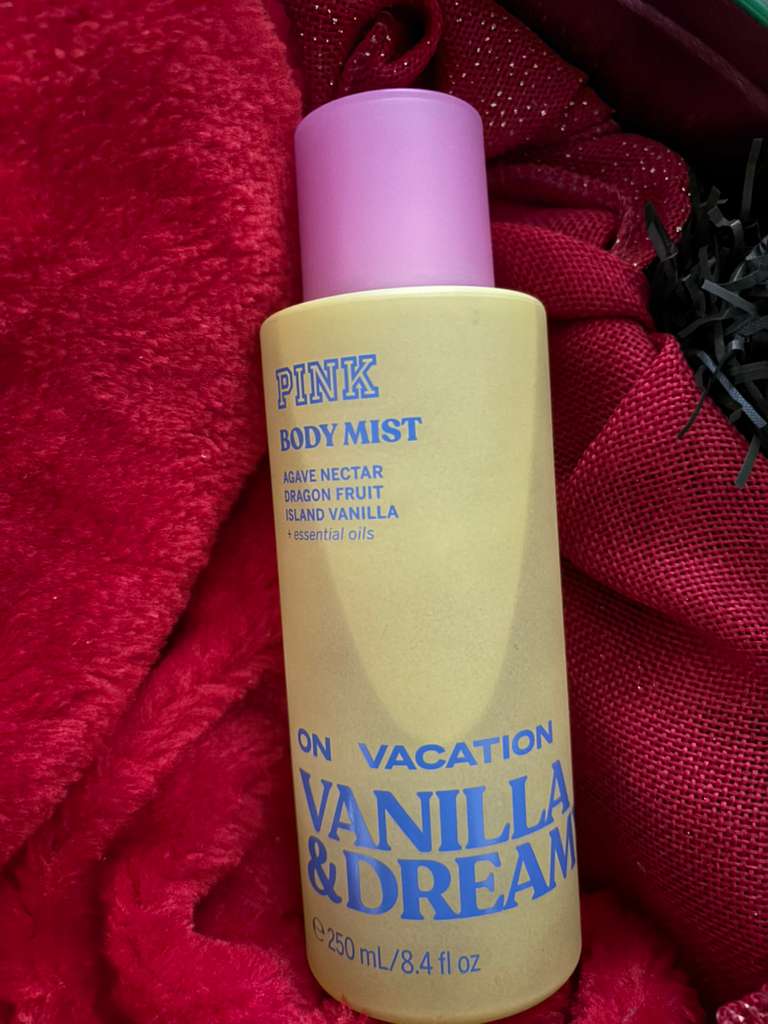 PINK
BODY MIST
AGAVE NECTAR
DRAGON FRUIT
ISLAND VANILLA
+ essential oils
ON VACATION
VANILLA
&DREAM
℮ 250 mL/8.4 fl oz